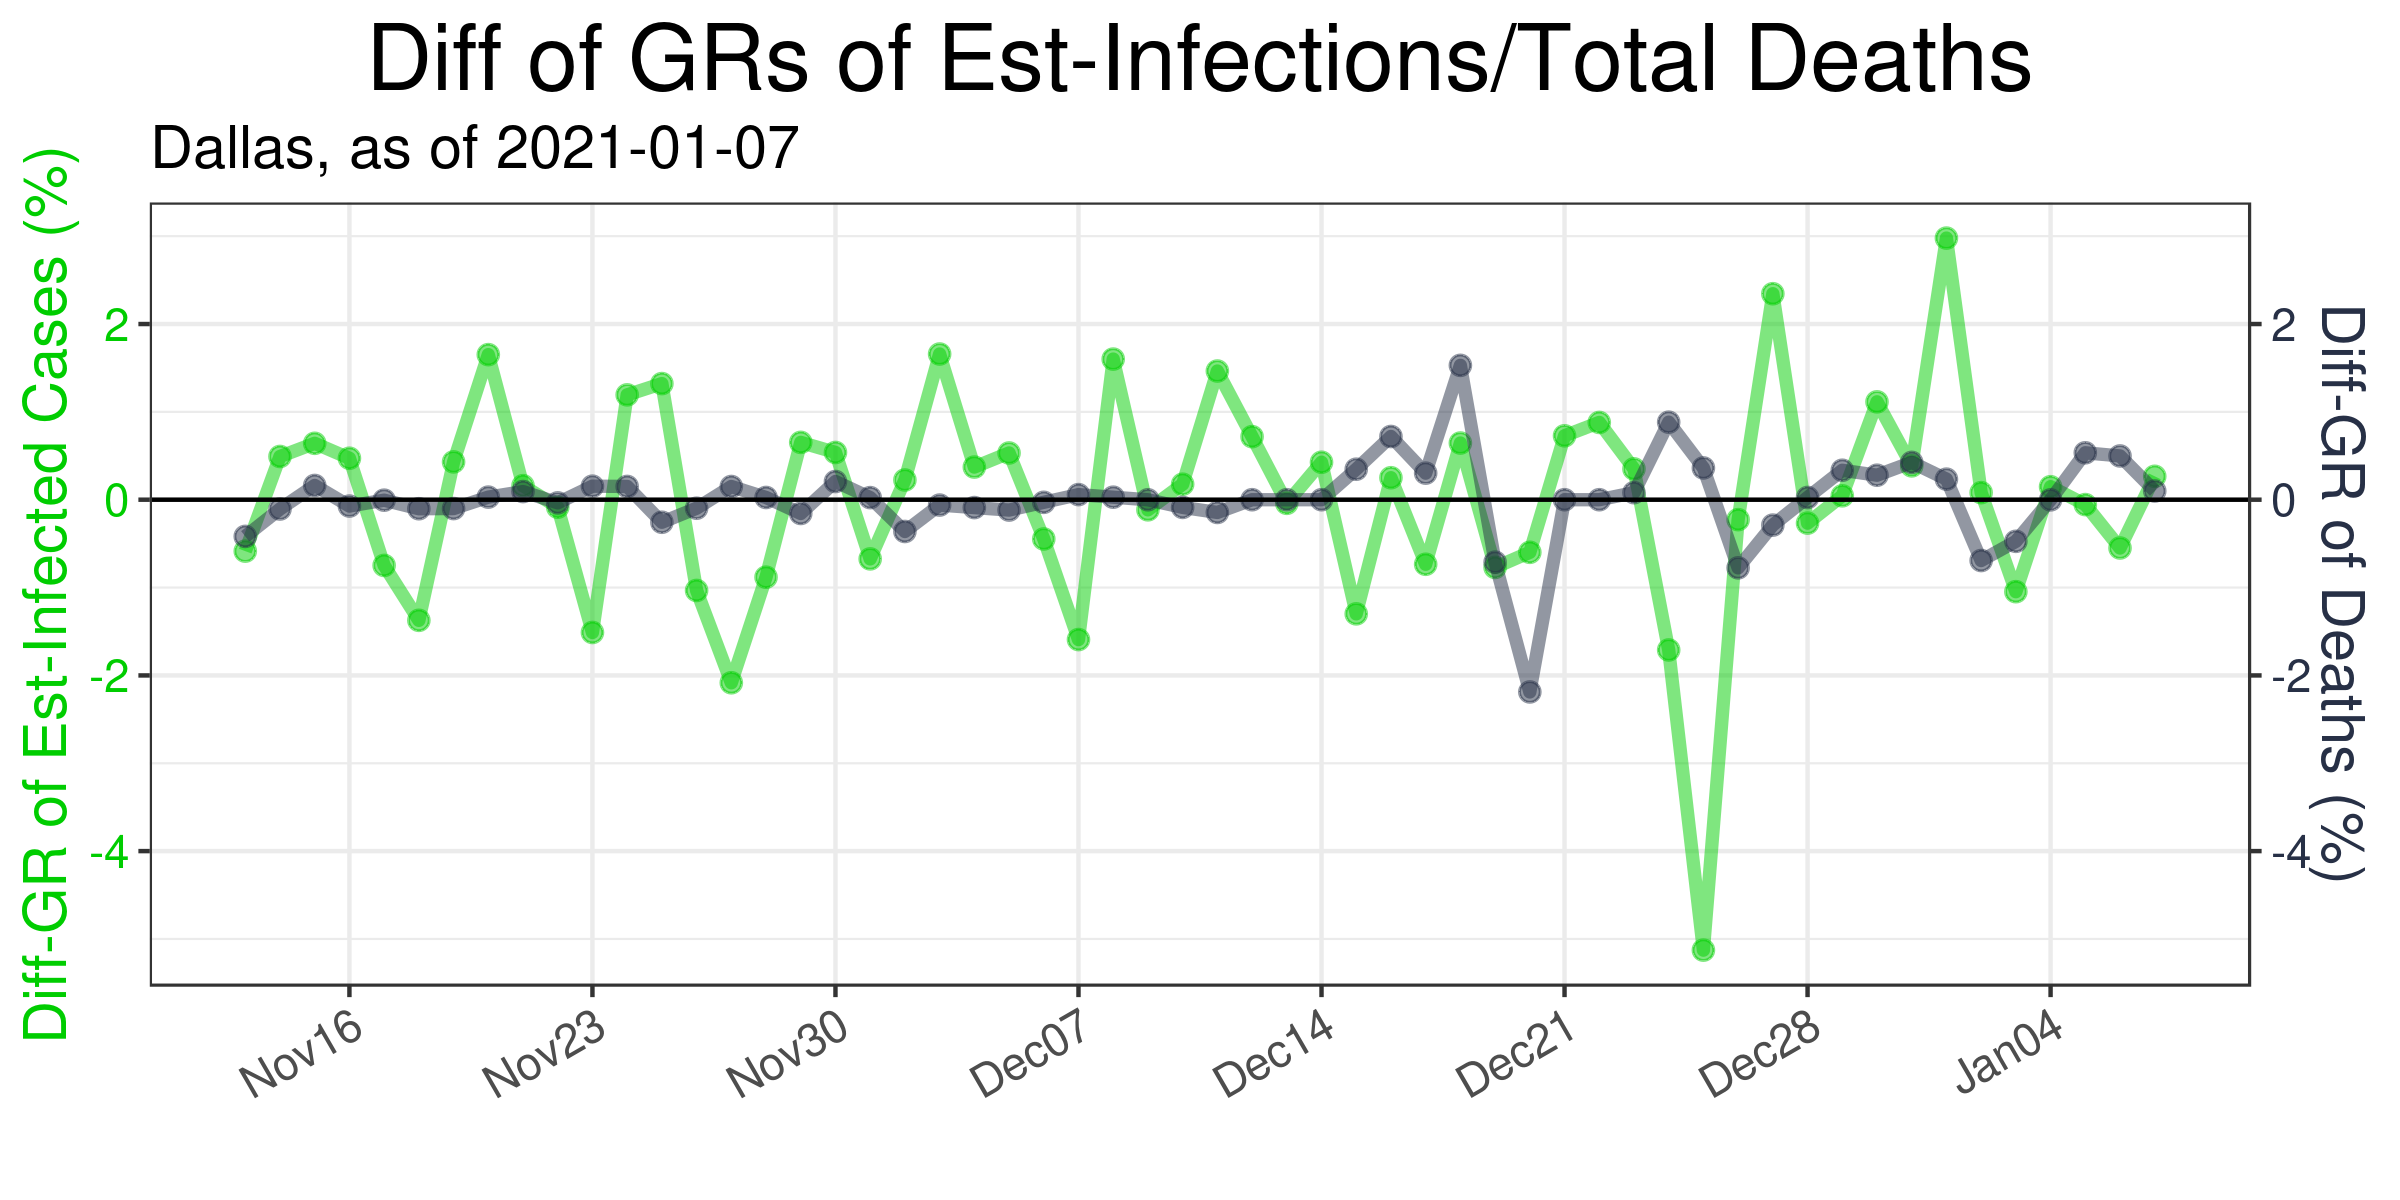 Diff of GRs of Est-Infections/Total Deaths
Dallas, as of 2021-01-07
Diff-GR of Est-Infected Cases (%)
2
0
-2
-4
2
0
-2
-4
Diff-GR of Deaths (%)
Nov16
Nov23
Nov30
Dec07
Dec14
Dec21
Dec28
Jan04